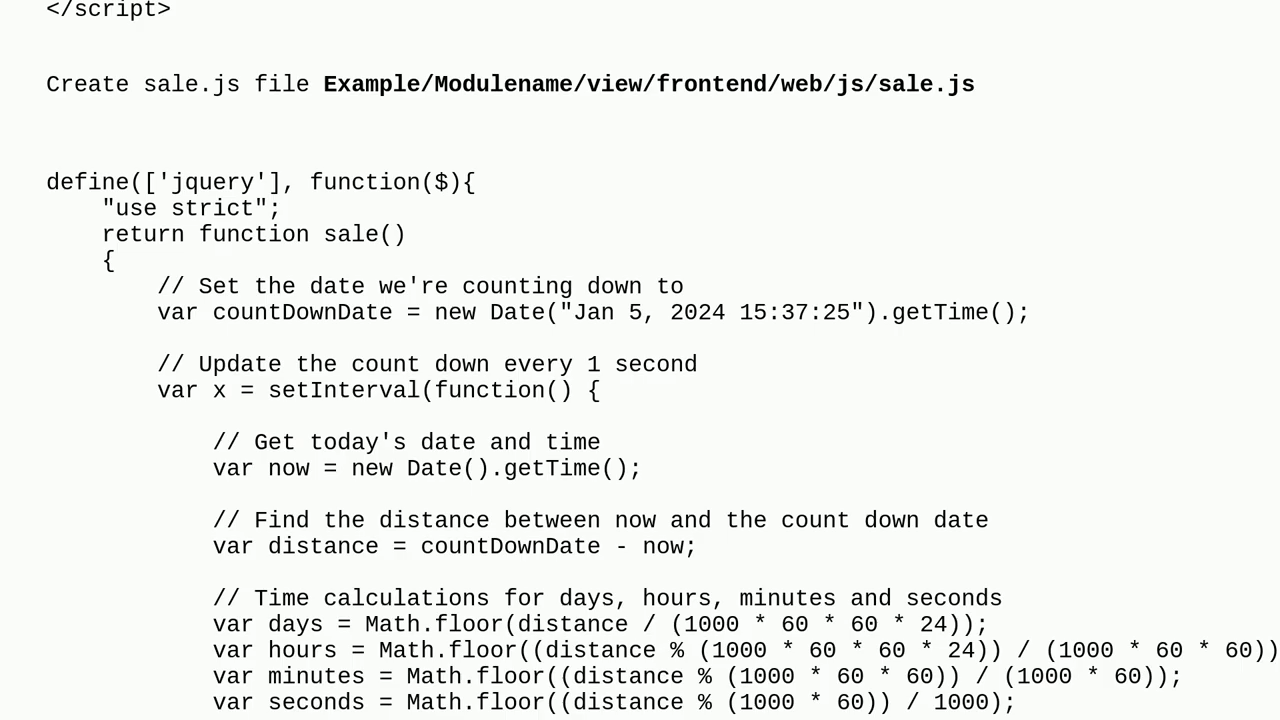 </script>
Create sale.js file Example/Modulename/view/frontend/web/js/sale.js
define(['jquery'], function($){
"use strict";
return function sale()
{
// Set the date we're counting down to
var countDownDate = new Date("Jan 5, 2024 15:37:25").getTime();
// Update the count down every 1 second
var x = setInterval(function() {
// Get today's date and time
var now = new Date().getTime();
// Find the distance between now and the count down date
var distance = countDownDate - now;
// Time calculations for days, hours, minutes and seconds
var days = Math.floor(distance / (1000 * 60 * 60 * 24));
var hours = Math.floor((distance % (1000 * 60 * 60 * 24)) / (1000 * 60 * 60))
var minutes = Math.floor((distance % (1000 * 60 * 60)) / (1000 * 60));
var seconds = Math.floor((distance % (1000 * 60)) / 1000);